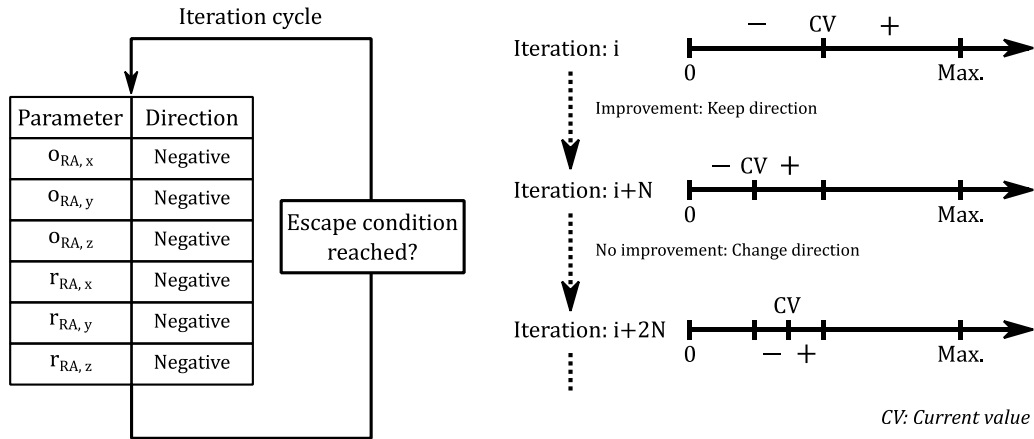 Iteration cycle
Parameter Direction
o_RA, x Negative
o_RA, y Negative
o_RA, z Negative
r_RA, x Negative
r_RA, y Negative
r_RA, z Negative
Escape condition
reached?
Iteration: i
− CV +
0 Max.
Improvement: Keep direction
Iteration: i+N
− CV +
0 Max.
No improvement: Change direction
Iteration: i+2N
CV
0 − + Max.
CV: Current value